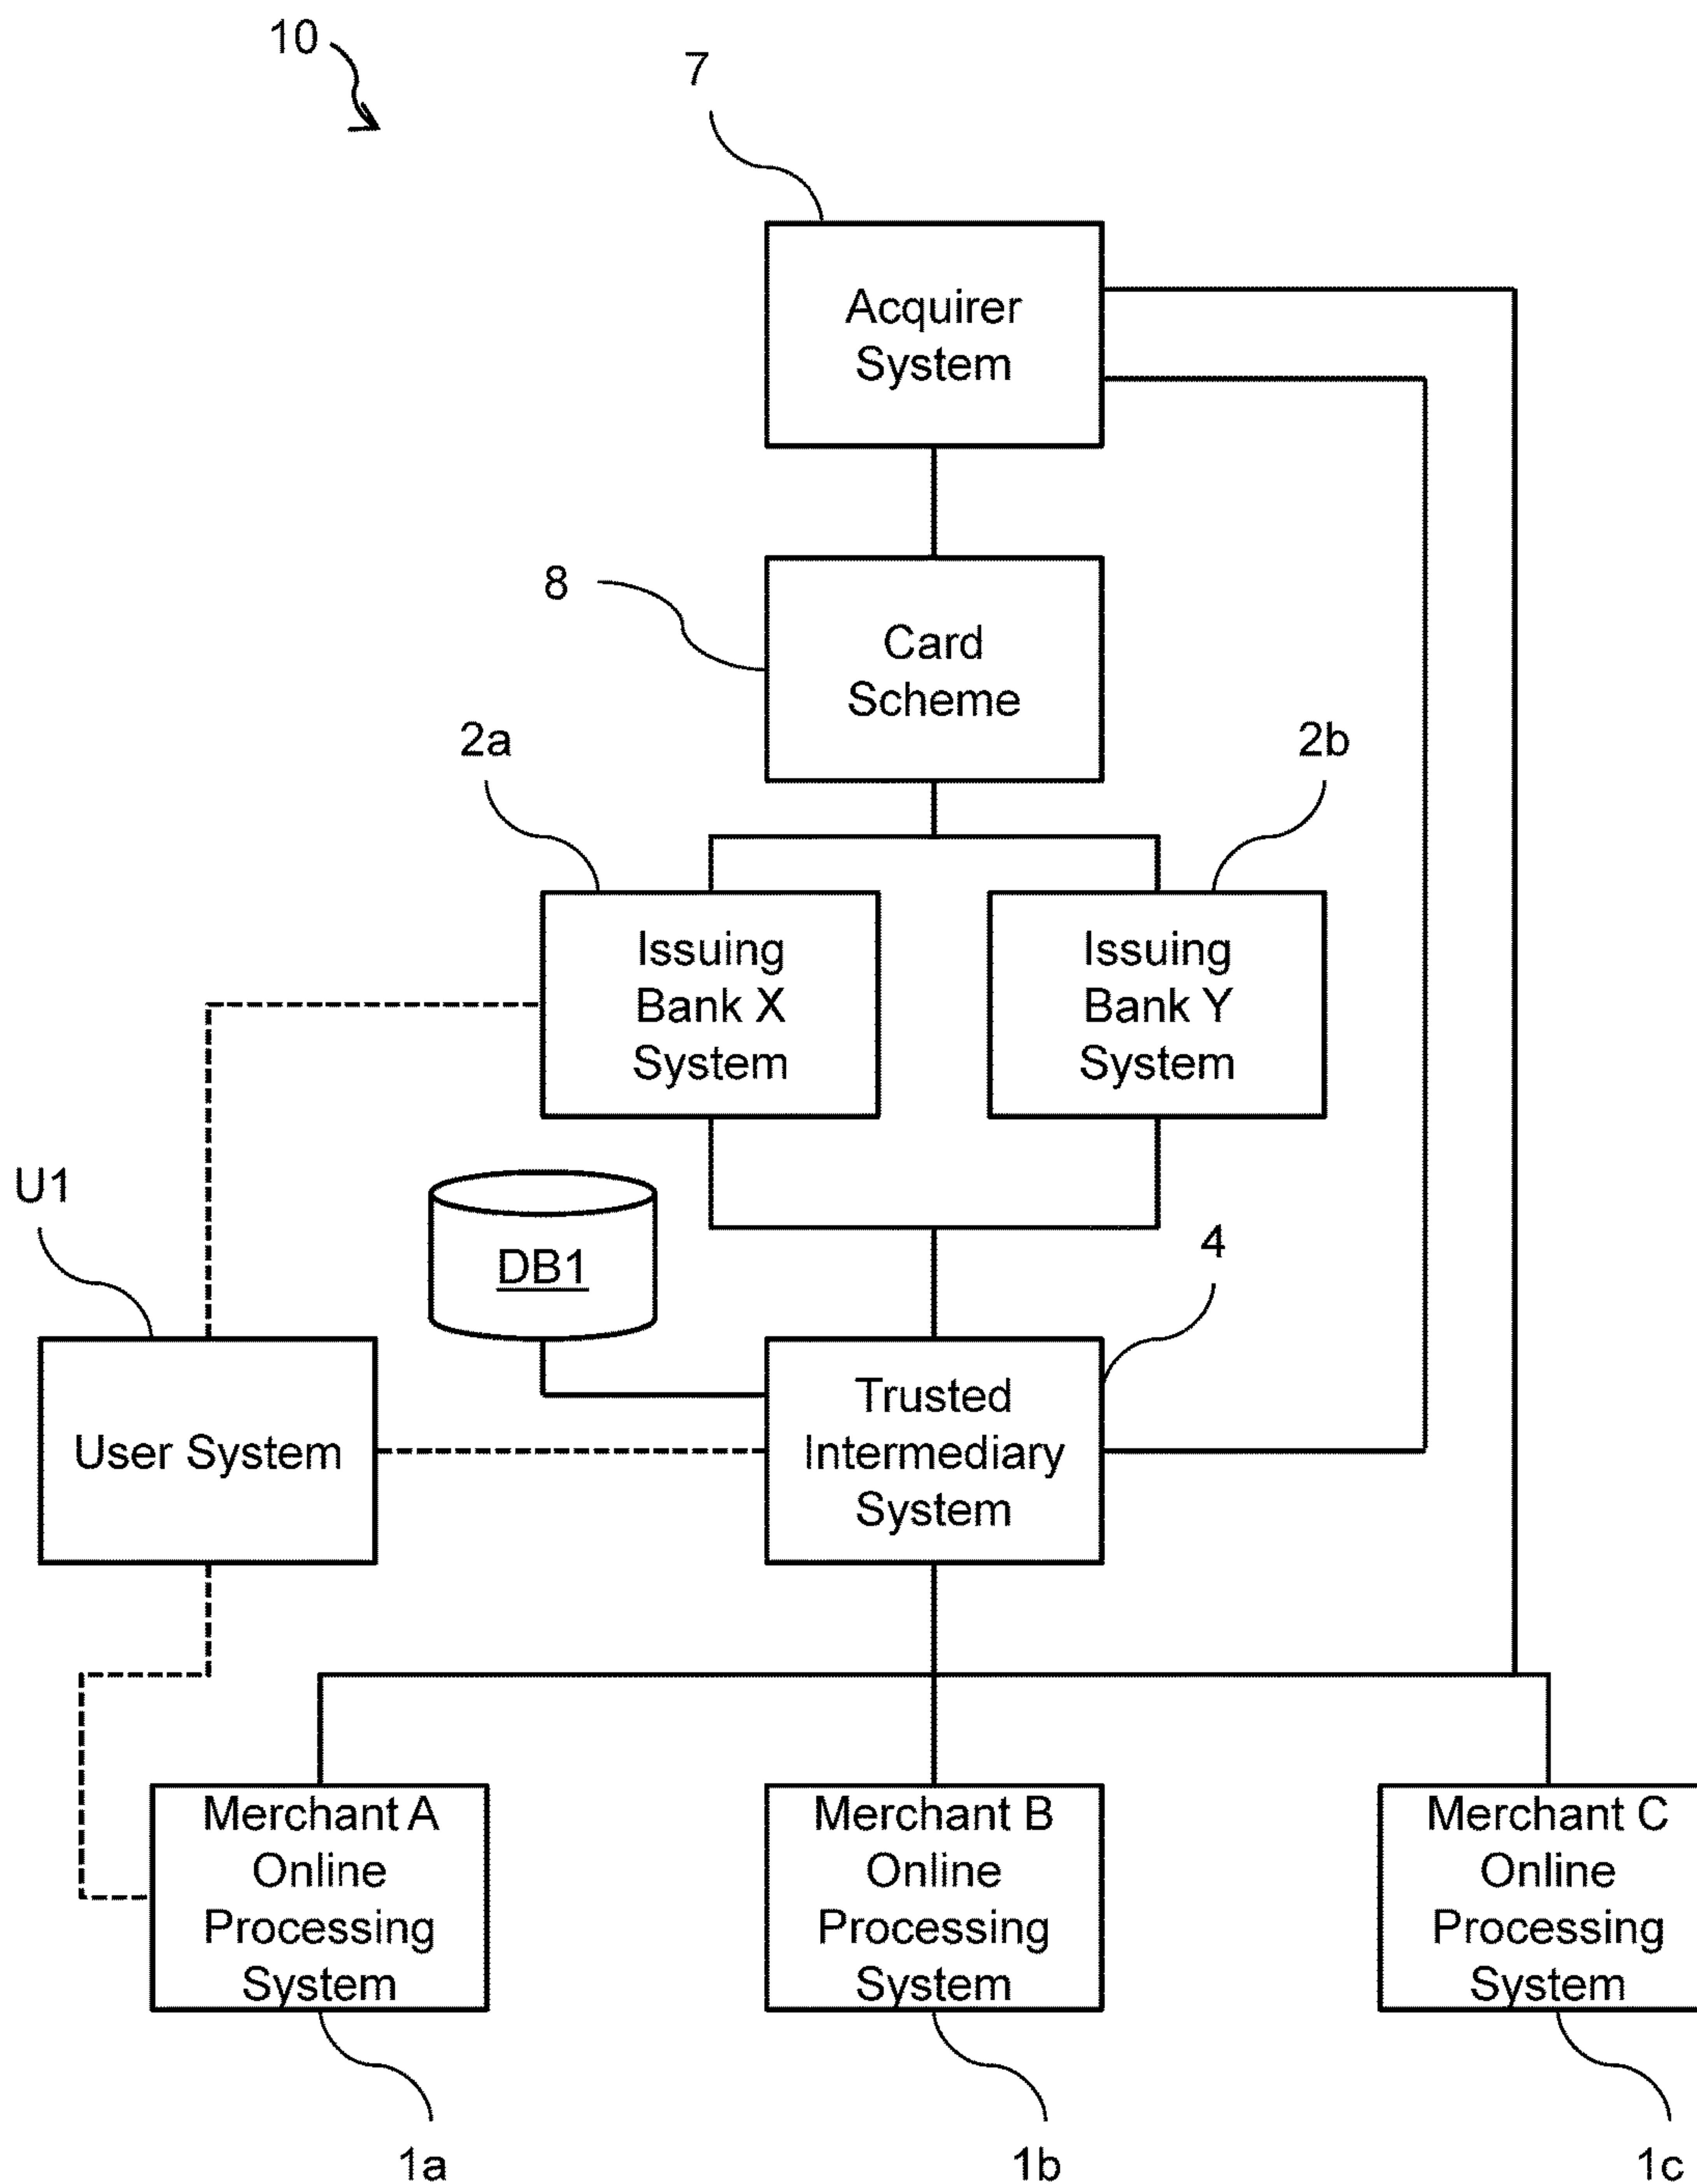 10
7
Acquirer
System
8
Card
Scheme
2a
2b
Issuing
Bank X
System
Issuing
Bank Y
System
U1
DB1
4
User System
Trusted
Intermediary
System
Merchant A
Online
Processing
System
Merchant B
Online
Processing
System
Merchant C
Online
Processing
System
1a
1b
1c